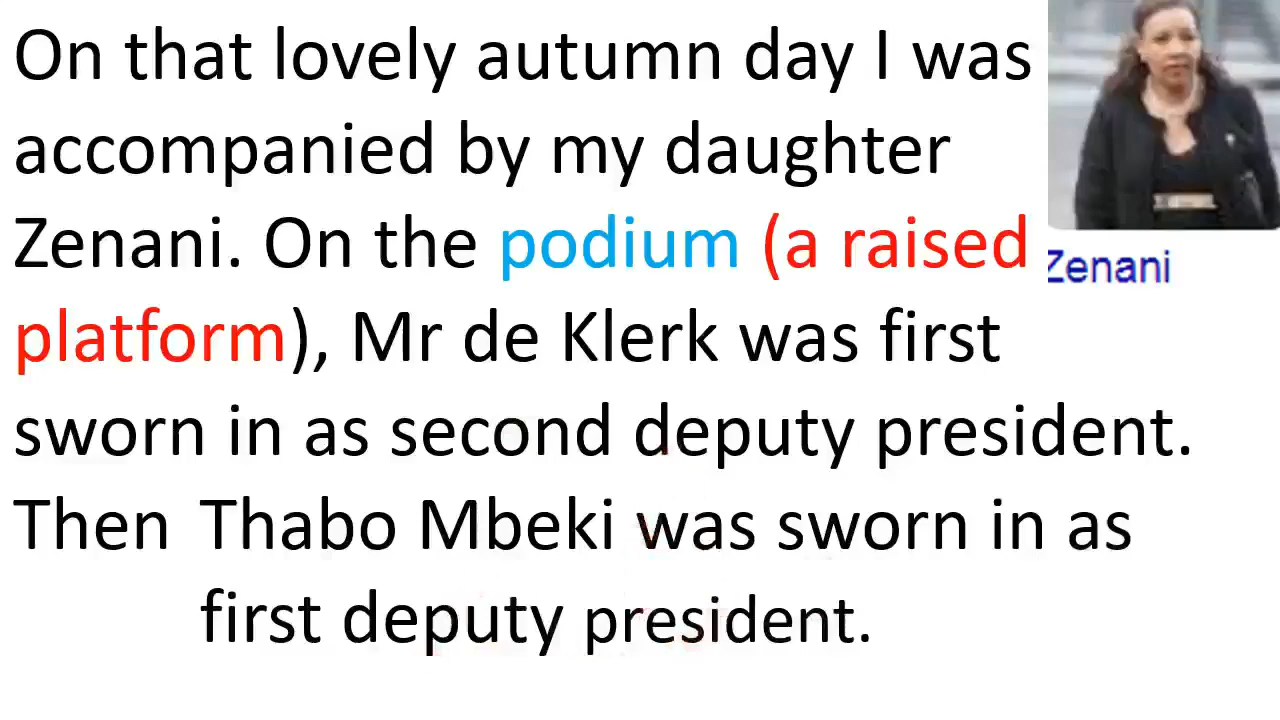 On that lovely autumn day I was
accompanied by my daughter
Zenani. On the podium (a raised
platform), Mr de Klerk was first
sworn in as second deputy president.
Then Thabo Mbeki was sworn in as
first deputy president.
Zenani